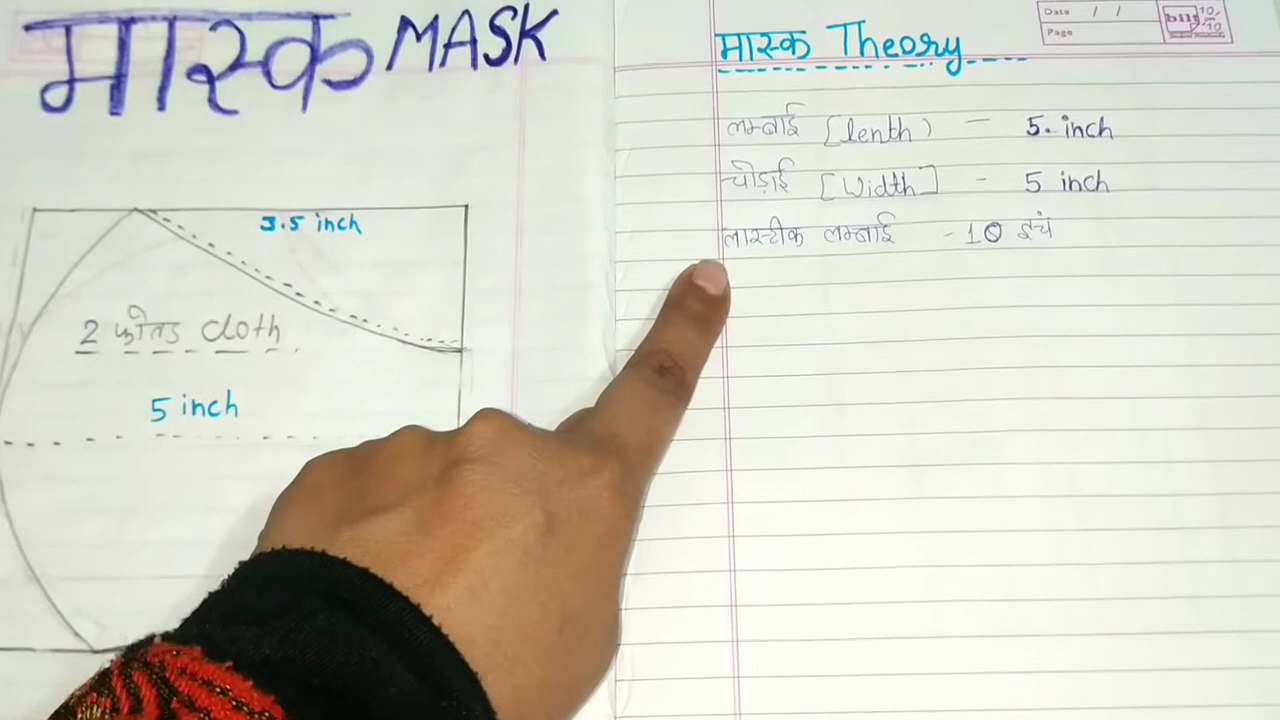 मास्क MASK
3.5 inch
2 फोल्ड cloth
5 inch
Date / /
Page
मास्क Theory
लम्बाई [lenth) - 5. inch
चौड़ाई [Width] - 5 inch
लास्टीक लम्बाई - 10 इचं